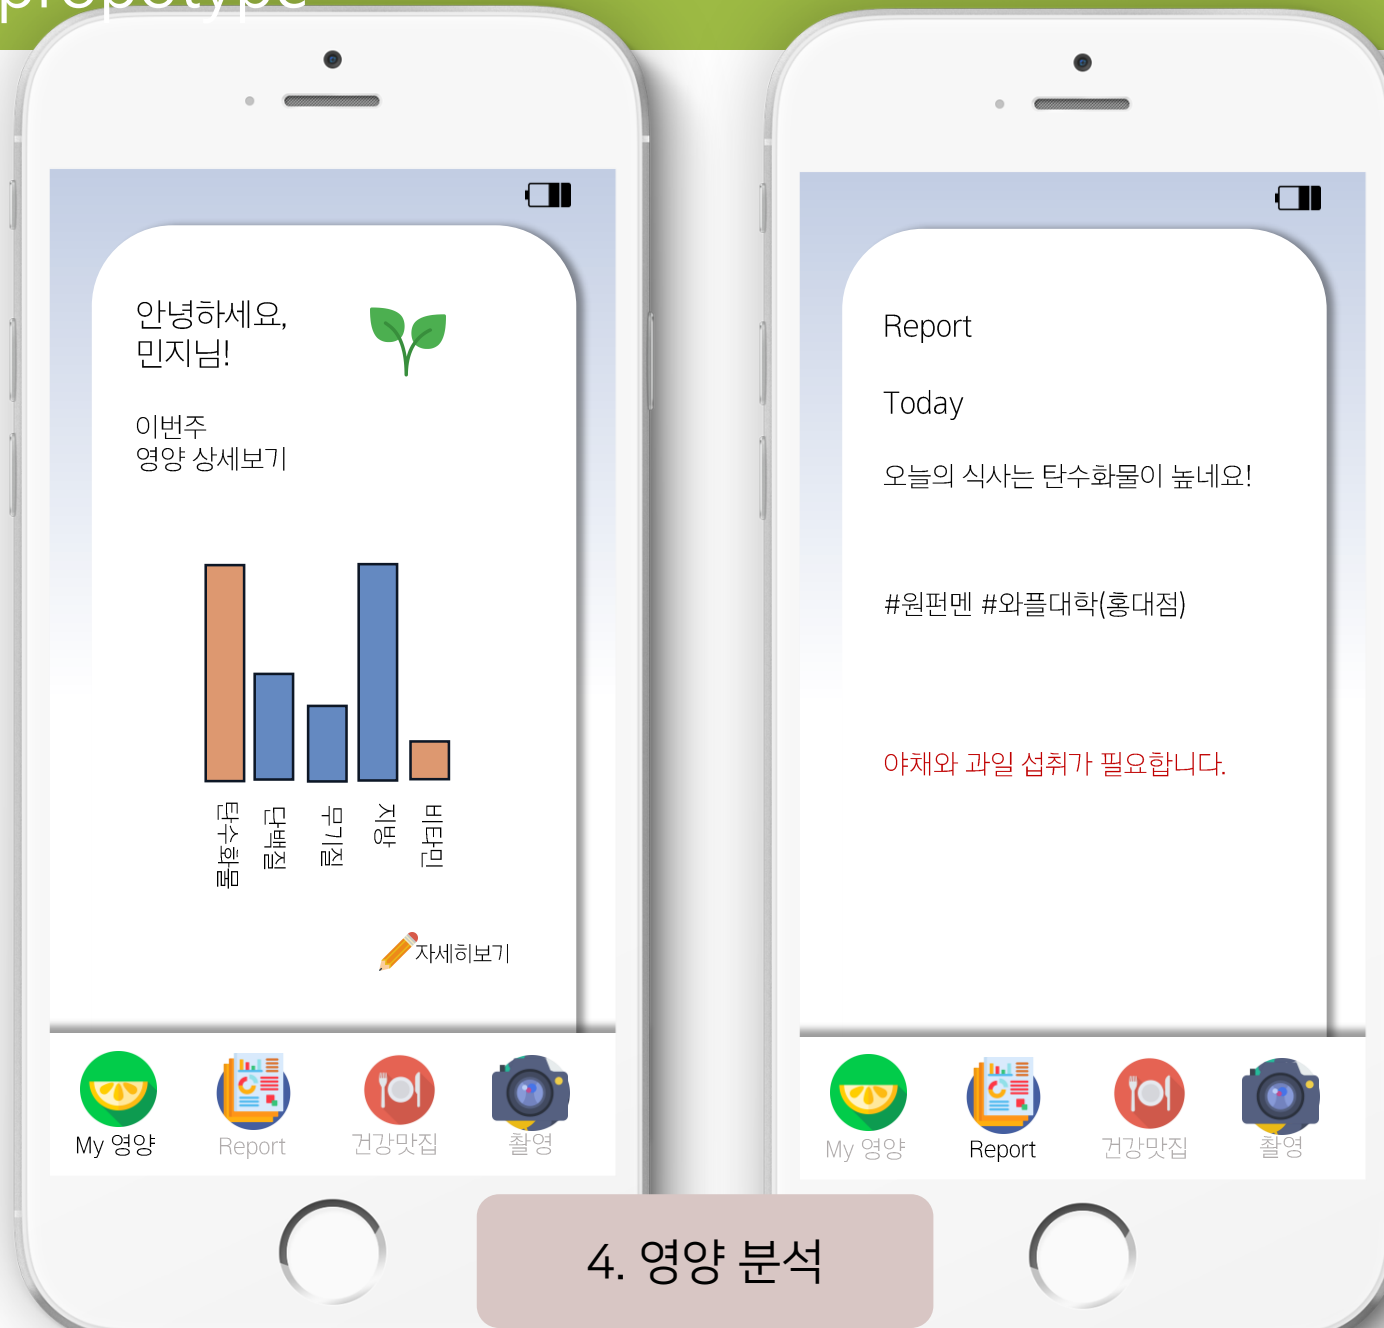 propotype
안녕하세요,
민지님!
이번주
영양 상세보기
탄수화물
단백질
무기질
지방
비타민
자세히보기
My 영양
Report
건강맛집
촬영
Report
Today
오늘의 식사는 탄수화물이 높네요!
#원펀멘 #와플대학(홍대점)
야채와 과일 섭취가 필요합니다.
My 영양
Report
건강맛집
촬영
4. 영양 분석